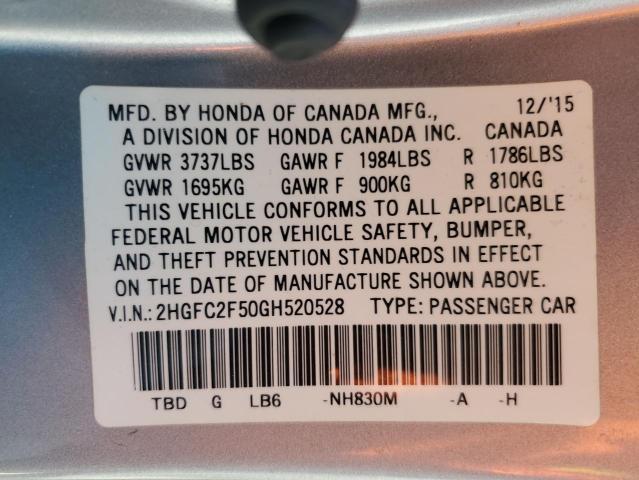 MFD. BY HONDA OF CANADA MFG., 12/'15
A DIVISION OF HONDA CANADA INC. CANADA
GVWR 3737LBS GAWR F 1984LBS R 1786LBS
GVWR 1695KG GAWR F 900KG R 810KG
THIS VEHICLE CONFORMS TO ALL APPLICABLE
FEDERAL MOTOR VEHICLE SAFETY, BUMPER,
AND THEFT PREVENTION STANDARDS IN EFFECT
ON THE DATE OF MANUFACTURE SHOWN ABOVE.
V.I.N.: 2HGFC2F50GH520528 TYPE: PASSENGER CAR
TBD G LB6 -NH830M -A -H